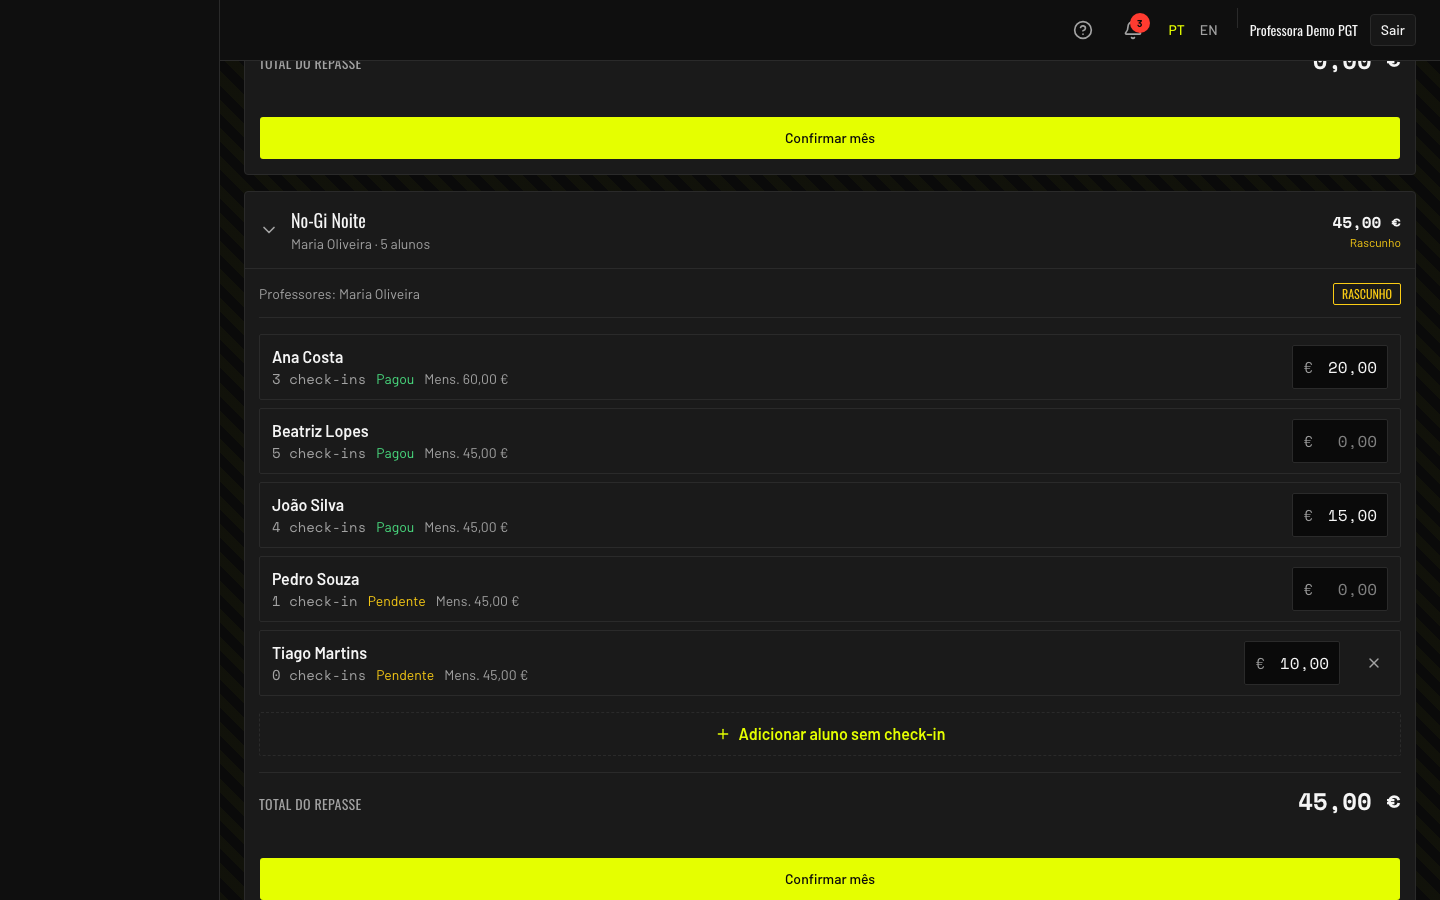 3
PT EN
Professora Demo PGT
Sair
TOTAL DO REPASSE
0,00 €
Confirmar mês
No-Gi Noite
Maria Oliveira · 5 alunos
45,00 €
Rascunho
Professores: Maria Oliveira
RASCUNHO
Ana Costa
3 check-ins Pagou Mens. 60,00 €
€ 20,00
Beatriz Lopes
5 check-ins Pagou Mens. 45,00 €
€ 0,00
João Silva
4 check-ins Pagou Mens. 45,00 €
€ 15,00
Pedro Souza
1 check-in Pendente Mens. 45,00 €
€ 0,00
Tiago Martins
0 check-ins Pendente Mens. 45,00 €
€ 10,00
+ Adicionar aluno sem check-in
TOTAL DO REPASSE
45,00 €
Confirmar mês